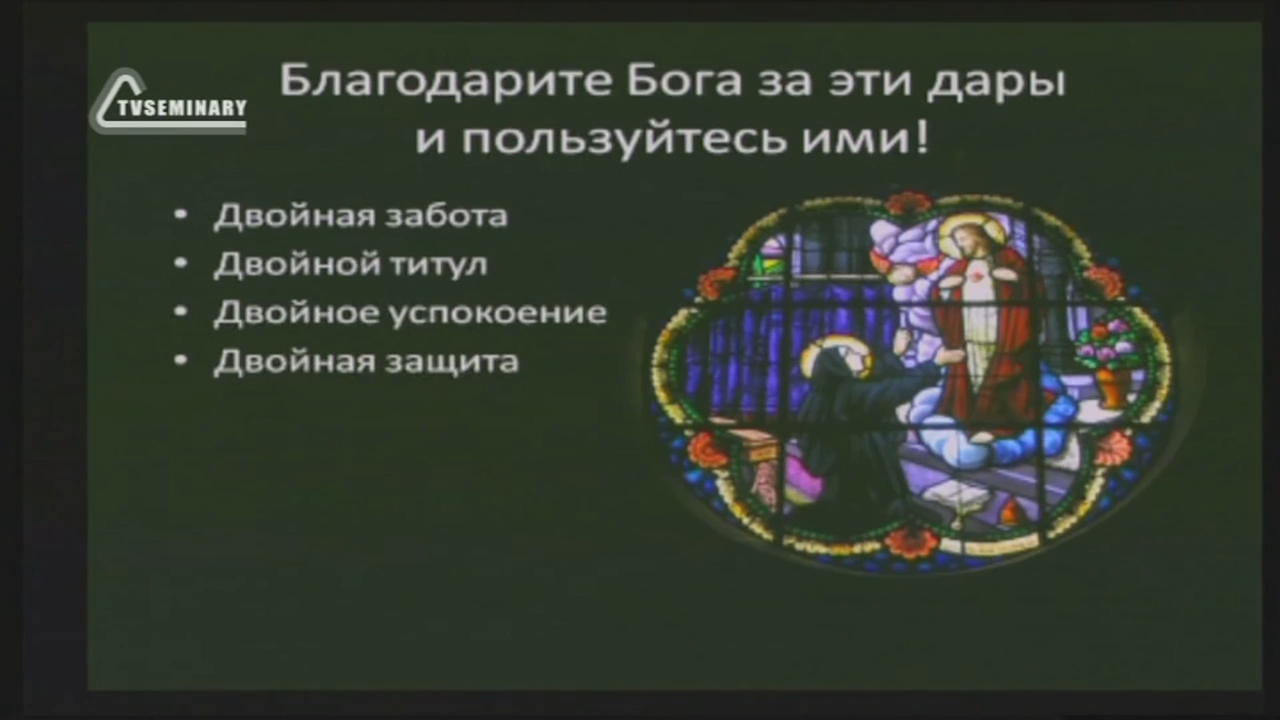 Благодарите Бога за эти дары
и пользуйтесь ими!
TVSEMINARY
• Двойная забота
• Двойной титул
• Двойное успокоение
• Двойная защита